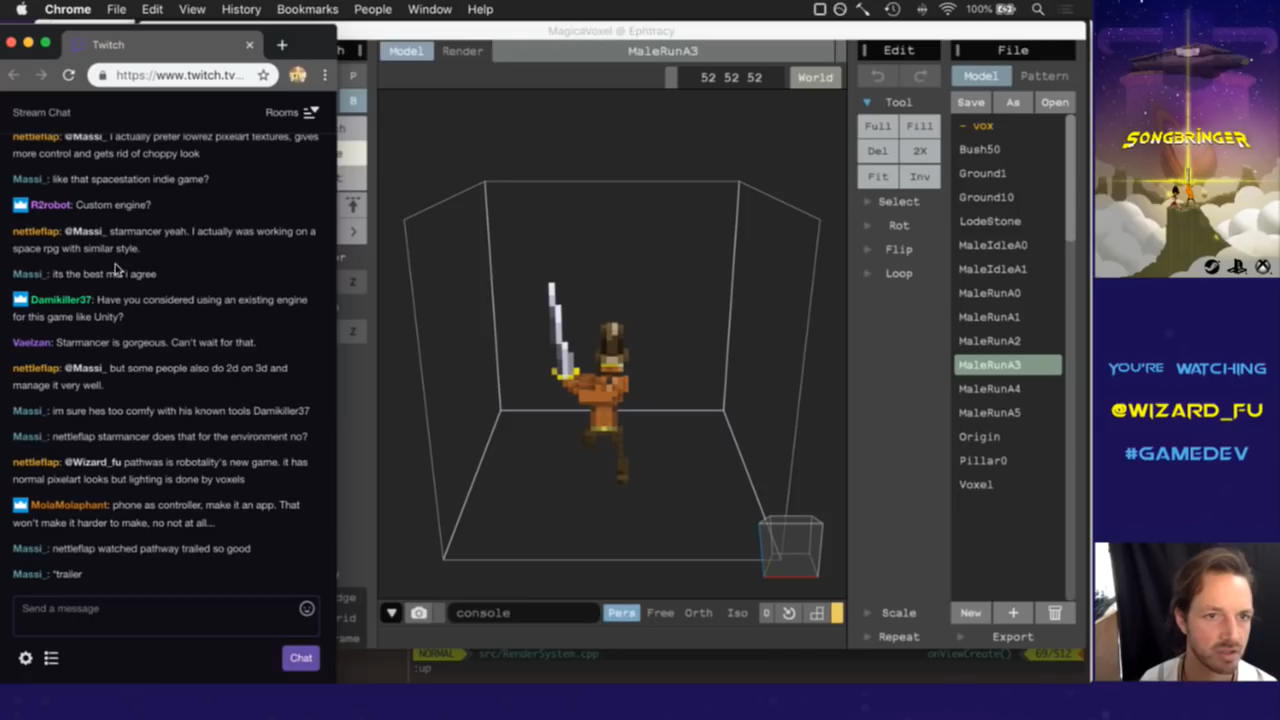 Chrome File Edit View History Bookmarks People Window Help 100%
MagicaVoxel @ Ephtracy
Twitch
https://www.twitch.tv...
Stream Chat
Rooms
nettleflap: @Massi_ I actually prefer lowrez pixelart textures, gives
more control and gets rid of choppy look
Massi_: like that spacestation indie game?
R2robot: Custom engine?
nettleflap: @Massi_ starmancer yeah. I actually was working on a
space rpg with similar style.
Massi_: its the best mix i agree
Damikiller37: Have you considered using an existing engine
for this game like Unity?
Vaelzan: Starmancer is gorgeous. Can't wait for that.
nettleflap: @Massi_ but some people also do 2d on 3d and
manage it very well.
Massi_: im sure hes too comfy with his known tools Damikiller37
Massi_: nettleflap starmancer does that for the environment no?
nettleflap: @Wizard_fu pathwas is robotality's new game. it has
normal pixelart looks but lighting is done by voxels
MolaMolaphant: phone as controller, make it an app. That
won't make it harder to make, no not at all...
Massi_: nettleflap watched pathway trailed so good
Massi_: *trailer
Send a message
Chat
P
B
Z
Z
Model Render MaleRunA3
52 52 52 World
console
Pers Free Orth Iso 0
Edit
Tool
Full Fill
Del 2X
Fit Inv
Select
Rot
Flip
Loop
Scale
Repeat
File
Model Pattern
Save As Open
- vox
Bush50
Ground1
Ground10
LodeStone
MaleIdleA0
MaleIdleA1
MaleRunA0
MaleRunA1
MaleRunA2
MaleRunA3
MaleRunA4
MaleRunA5
Origin
Pillar0
Voxel
New +
Export
NORMAL src/RenderSystem.cpp onViewCreate() 69/512
:up
SONGBRINGER
YOU'RE WATCHING
@WIZARD_FU
#GAMEDEV